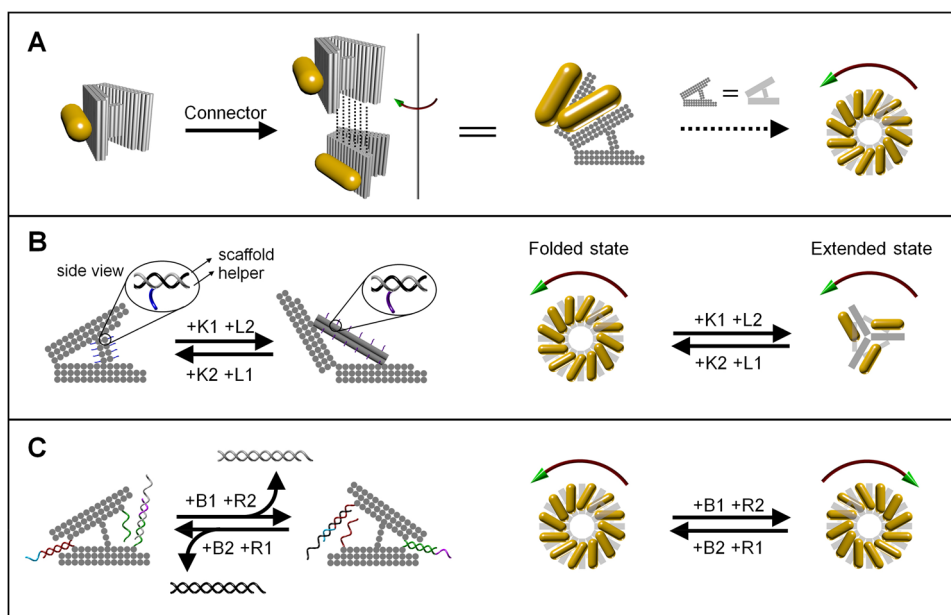 A
Connector
=
=
B
side view
scaffold
helper
+K1 +L2
+K2 +L1
Folded state
Extended state
+K1 +L2
+K2 +L1
C
+B1 +R2
+B2 +R1
+B1 +R2
+B2 +R1